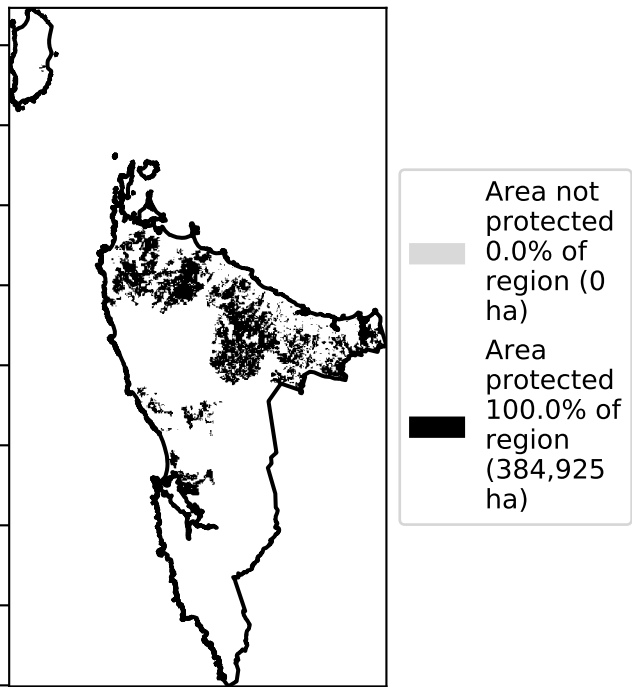 Area not
protected
0.0% of
region (0
ha)
Area
protected
100.0% of
region
(384,925
ha)